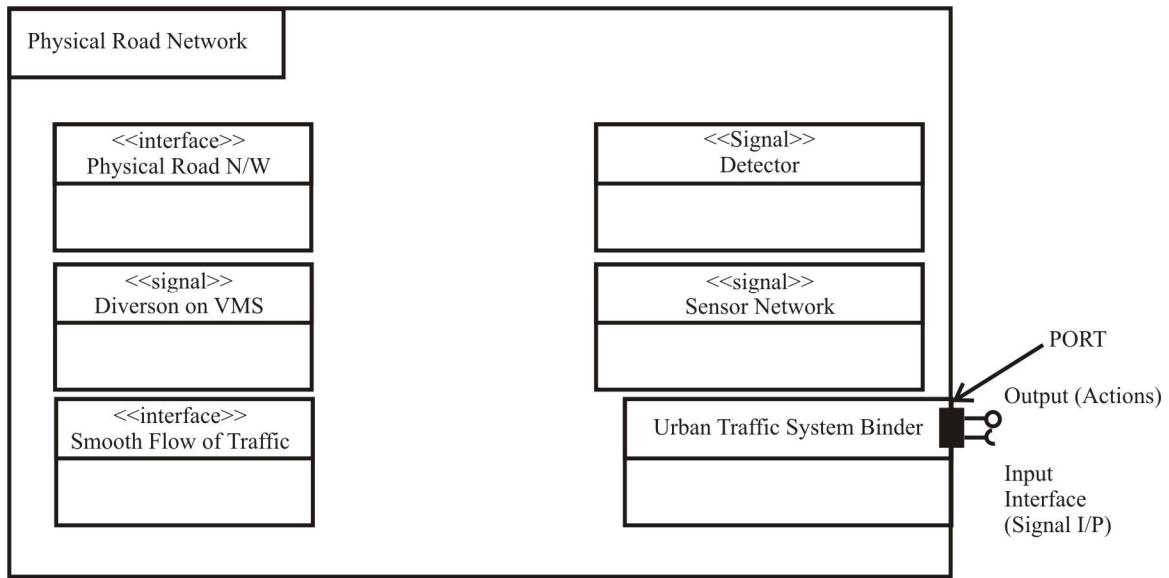 Physical Road Network
<<interface>>
Physical Road N/W
<<signal>>
Diverson on VMS
<<interface>>
Smooth Flow of Traffic
<<Signal>>
Detector
<<signal>>
Sensor Network
Urban Traffic System Binder
PORT
Output (Actions)
Input
Interface
(Signal I/P)